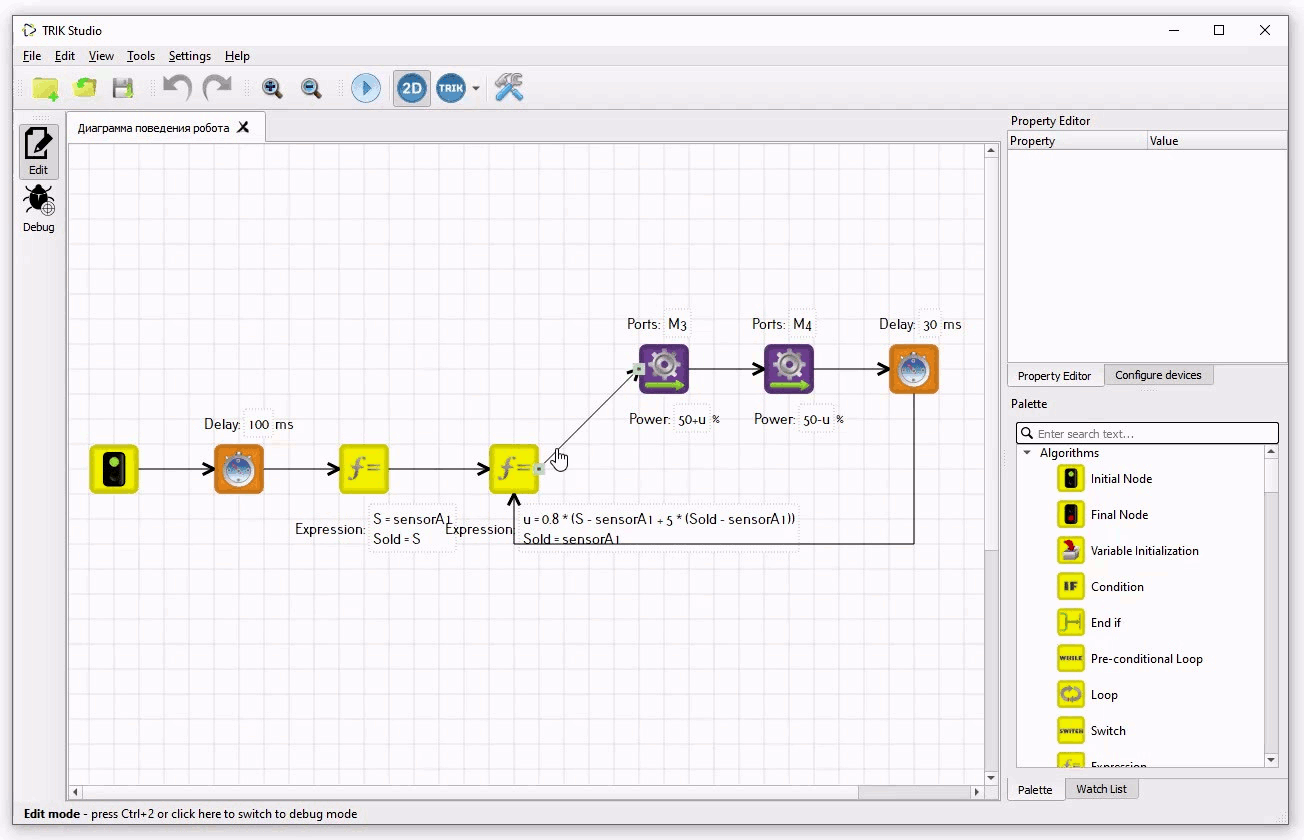 TRIK Studio
File Edit View Tools Settings Help
2D TRIK
Диаграмма поведения робота
Edit
Debug
Ports: M3
Ports: M4
Delay: 30 ms
Power: 50+u %
Power: 50-u %
Delay: 100 ms
f=
f=
Expression: S = sensorA1
Sold = S
Expression: u = 0.8 * (S - sensorA1 + 5 * (Sold - sensorA1))
Sold = sensorA1
Property Editor
Property Value
Property Editor Configure devices
Palette
Enter search text...
Algorithms
Initial Node
Final Node
Variable Initialization
IF Condition
End if
WHILE Pre-conditional Loop
Loop
SWITCH Switch
f= Expression
Palette Watch List
Edit mode - press Ctrl+2 or click here to switch to debug mode